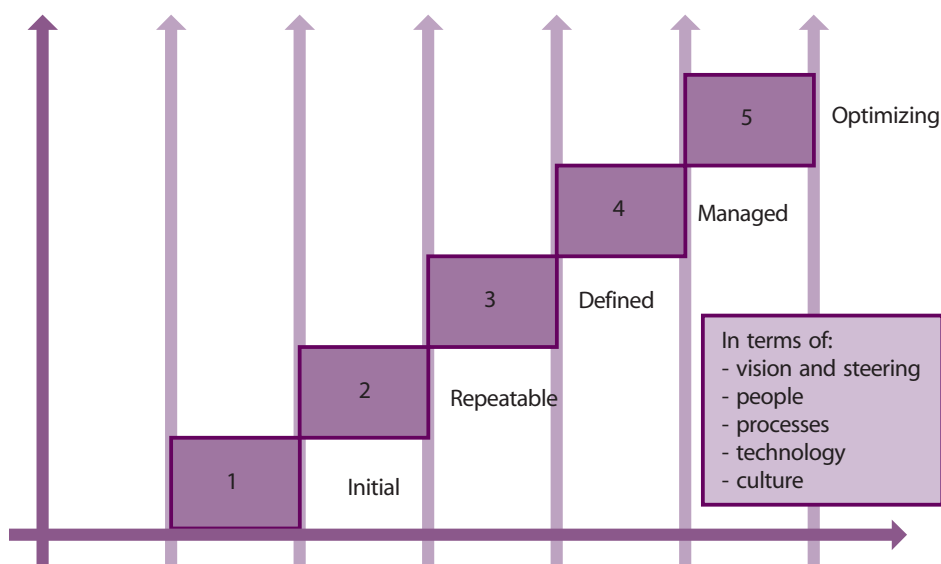 5
Optimizing
4
Managed
3
Defined
2
Repeatable
1
Initial
In terms of:
- vision and steering
- people
- processes
- technology
- culture